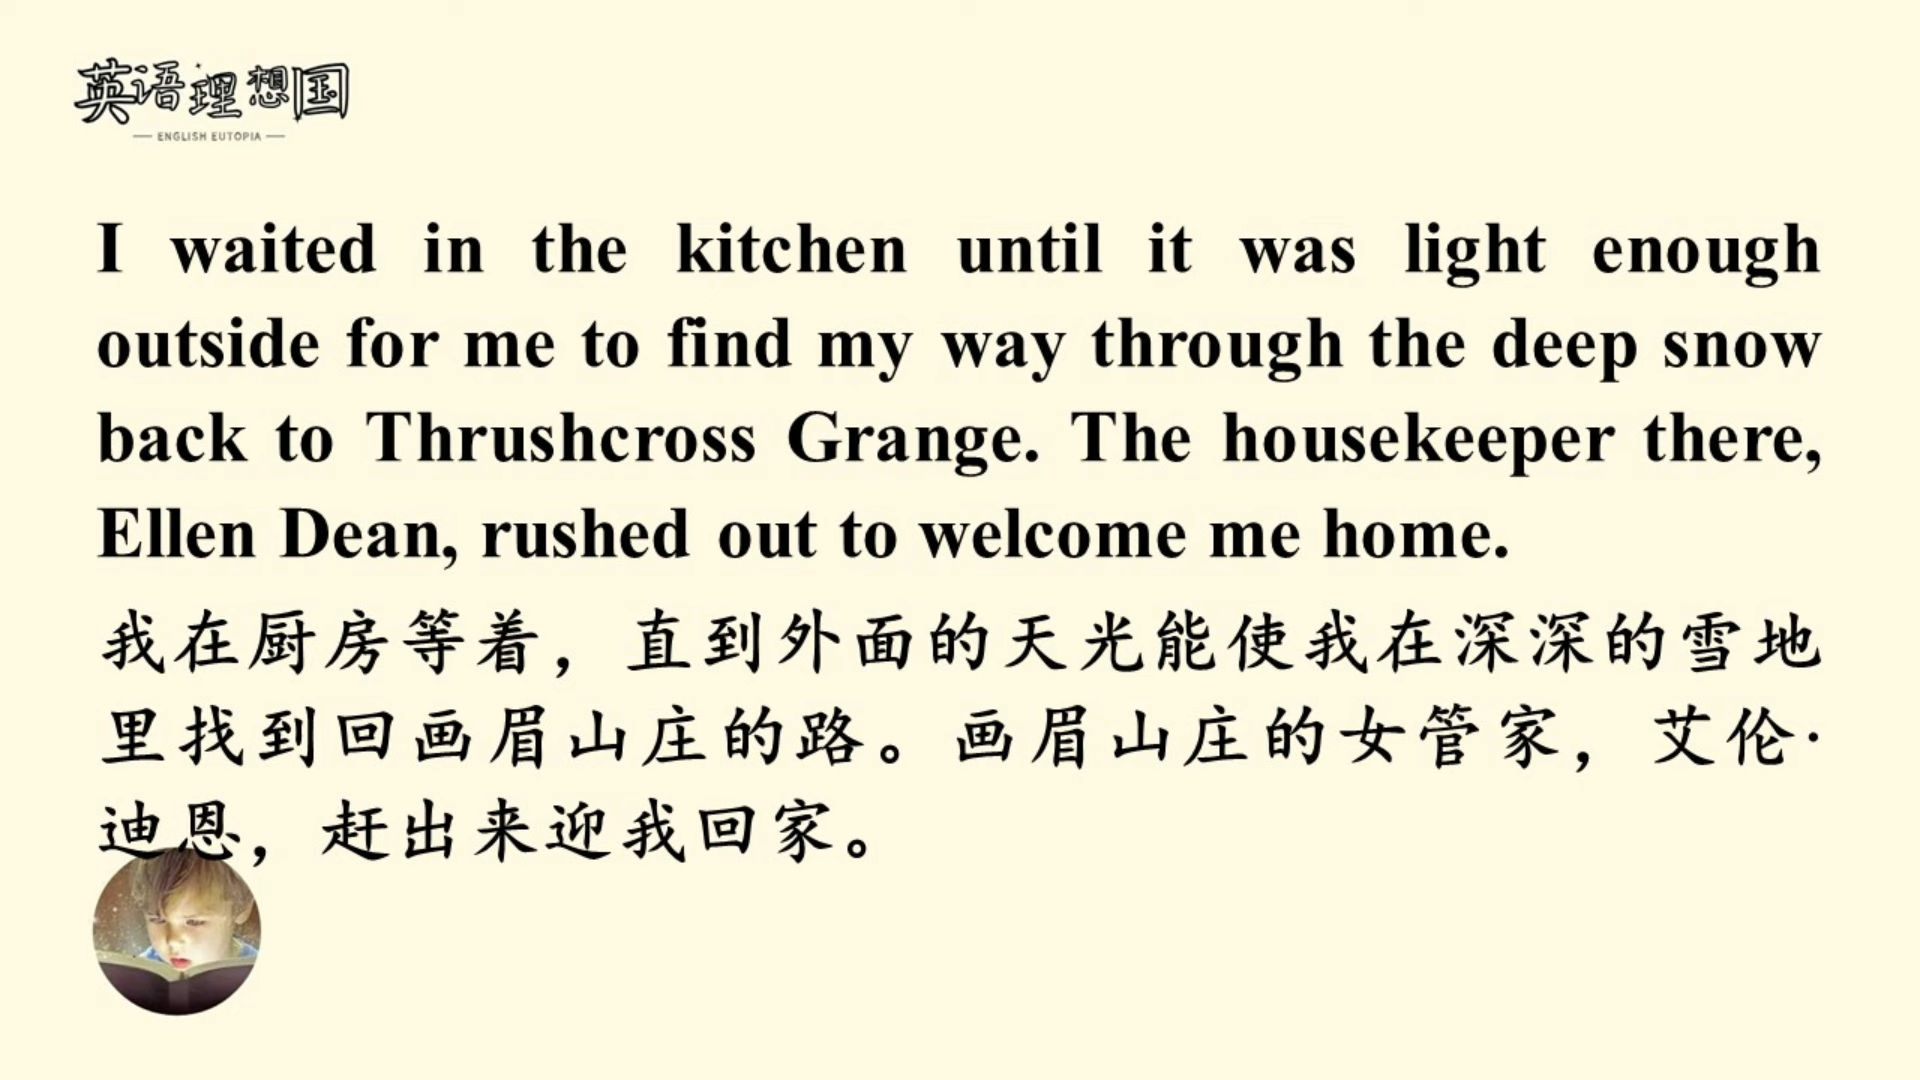 英语理想国
ENGLISH EUTOPIA
I waited in the kitchen until it was light enough
outside for me to find my way through the deep snow
back to Thrushcross Grange. The housekeeper there,
Ellen Dean, rushed out to welcome me home.
我在厨房等着，直到外面的天光能使我在深深的雪地
里找到回画眉山庄的路。画眉山庄的女管家，艾伦·
迪恩，赶出来迎我回家。